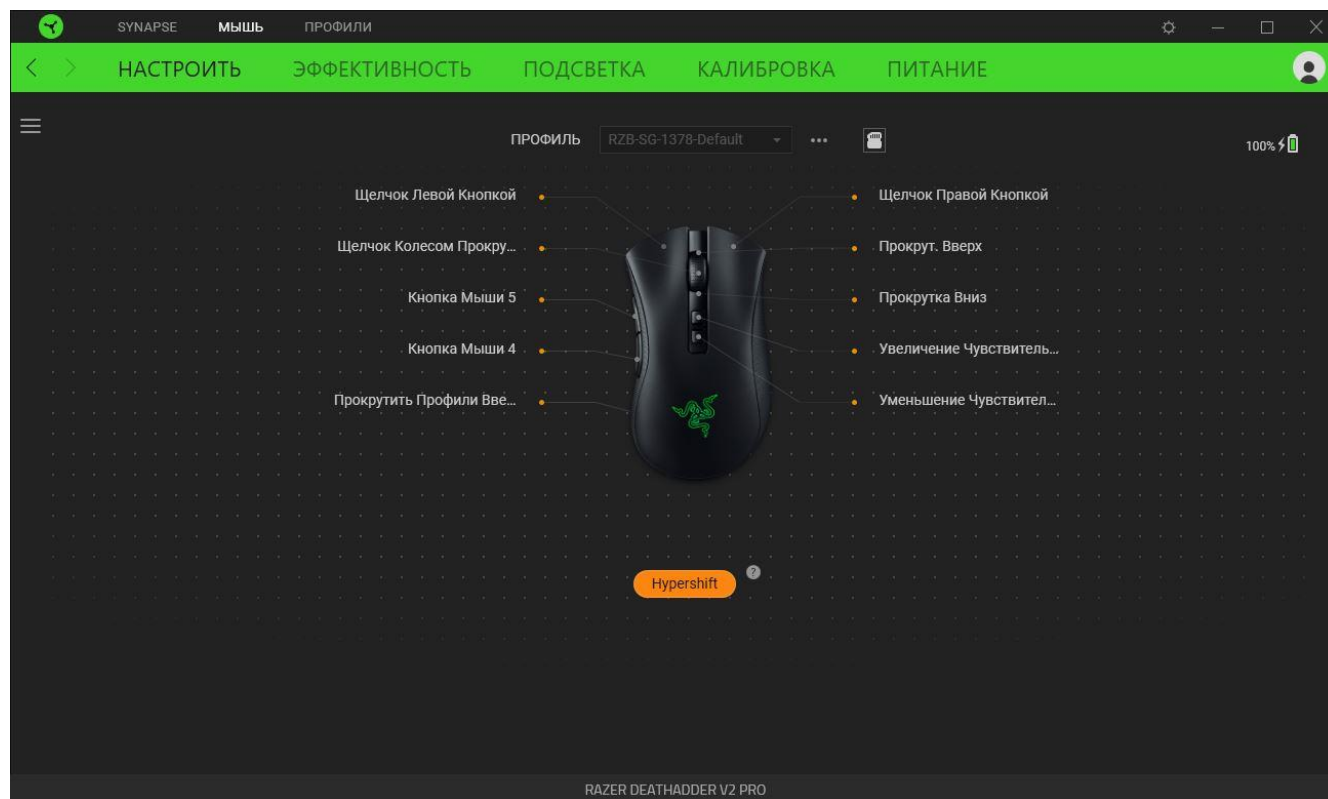 SYNAPSE МЫШЬ ПРОФИЛИ
НАСТРОИТЬ ЭФФЕКТИВНОСТЬ ПОДСВЕТКА КАЛИБРОВКА ПИТАНИЕ
ПРОФИЛЬ RZB-SG-1378-Default
100%
Щелчок Левой Кнопкой
Щелчок Правой Кнопкой
Щелчок Колесом Прокру...
Прокрут. Вверх
Кнопка Мыши 5
Прокрутка Вниз
Кнопка Мыши 4
Увеличение Чувствитель...
Прокрутить Профили Вве...
Уменьшение Чувствител...
Hypershift ?
RAZER DEATHADDER V2 PRO